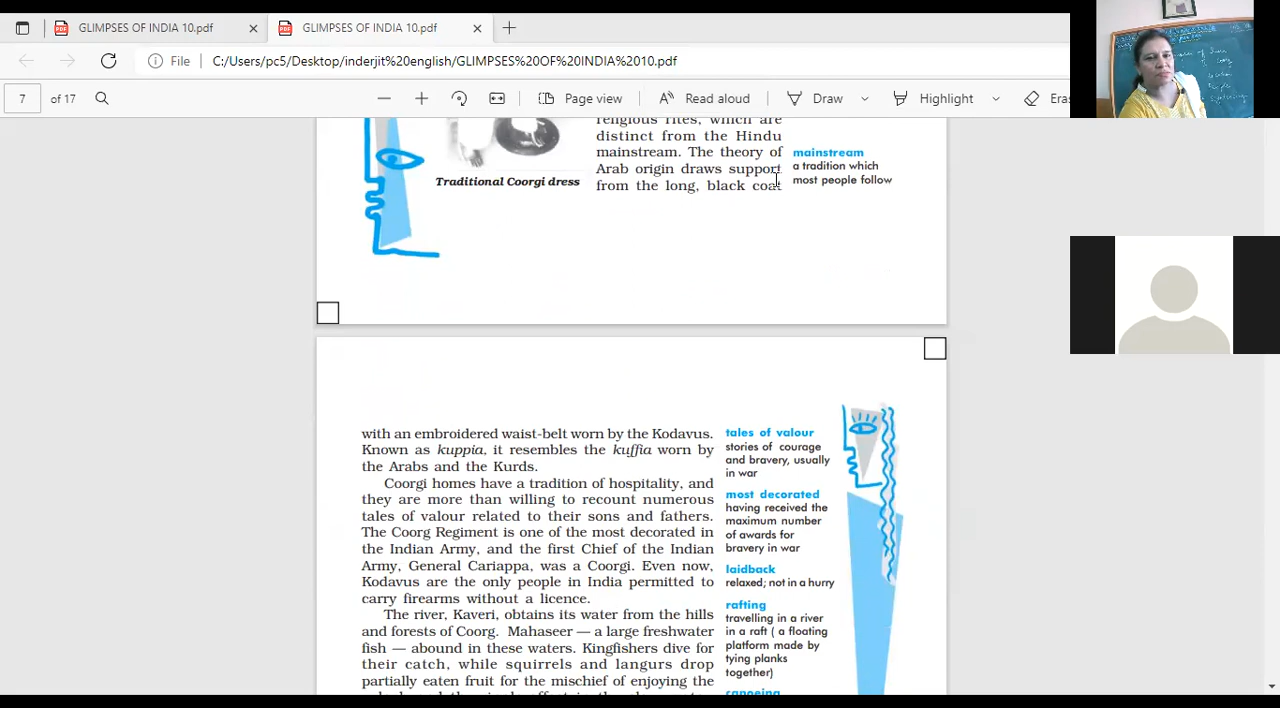 GLIMPSES OF INDIA 10.pdf
GLIMPSES OF INDIA 10.pdf
File C:/Users/pc5/Desktop/inderjit%20english/GLIMPSES%20OF%20INDIA%2010.pdf
7 of 17 Page view Read aloud Draw Highlight Eras
religious rites, which are
distinct from the Hindu
mainstream. The theory of
Arab origin draws support
from the long, black coat
Traditional Coorgi dress
mainstream
a tradition which
most people follow
with an embroidered waist-belt worn by the Kodavus.
Known as kuppia, it resembles the kuffia worn by
the Arabs and the Kurds.
Coorgi homes have a tradition of hospitality, and
they are more than willing to recount numerous
tales of valour related to their sons and fathers.
The Coorg Regiment is one of the most decorated in
the Indian Army, and the first Chief of the Indian
Army, General Cariappa, was a Coorgi. Even now,
Kodavus are the only people in India permitted to
carry firearms without a licence.
The river, Kaveri, obtains its water from the hills
and forests of Coorg. Mahaseer — a large freshwater
fish — abound in these waters. Kingfishers dive for
their catch, while squirrels and langurs drop
partially eaten fruit for the mischief of enjoying the
tales of valour
stories of courage
and bravery, usually
in war
most decorated
having received the
maximum number
of awards for
bravery in war
laidback
relaxed; not in a hurry
rafting
travelling in a river
in a raft ( a floating
platform made by
tying planks
together)
canoeing